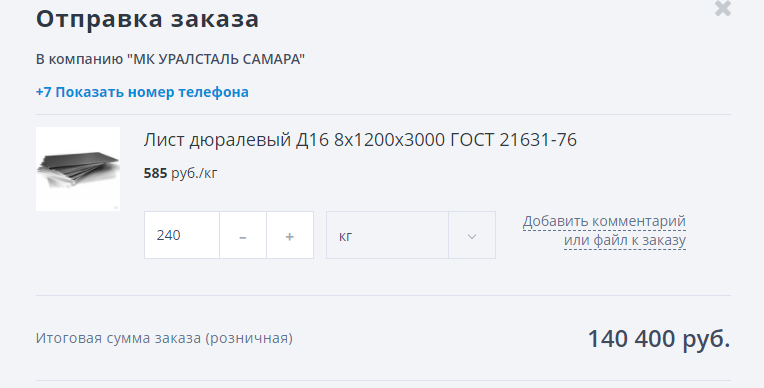 Отправка заказа
В компанию "МК УРАЛСТАЛЬ САМАРА"
+7 Показать номер телефона
Лист дюралевый Д16 8х1200х3000 ГОСТ 21631-76
585 руб./кг
240 – + кг
Добавить комментарий
или файл к заказу
Итоговая сумма заказа (розничная) 140 400 руб.